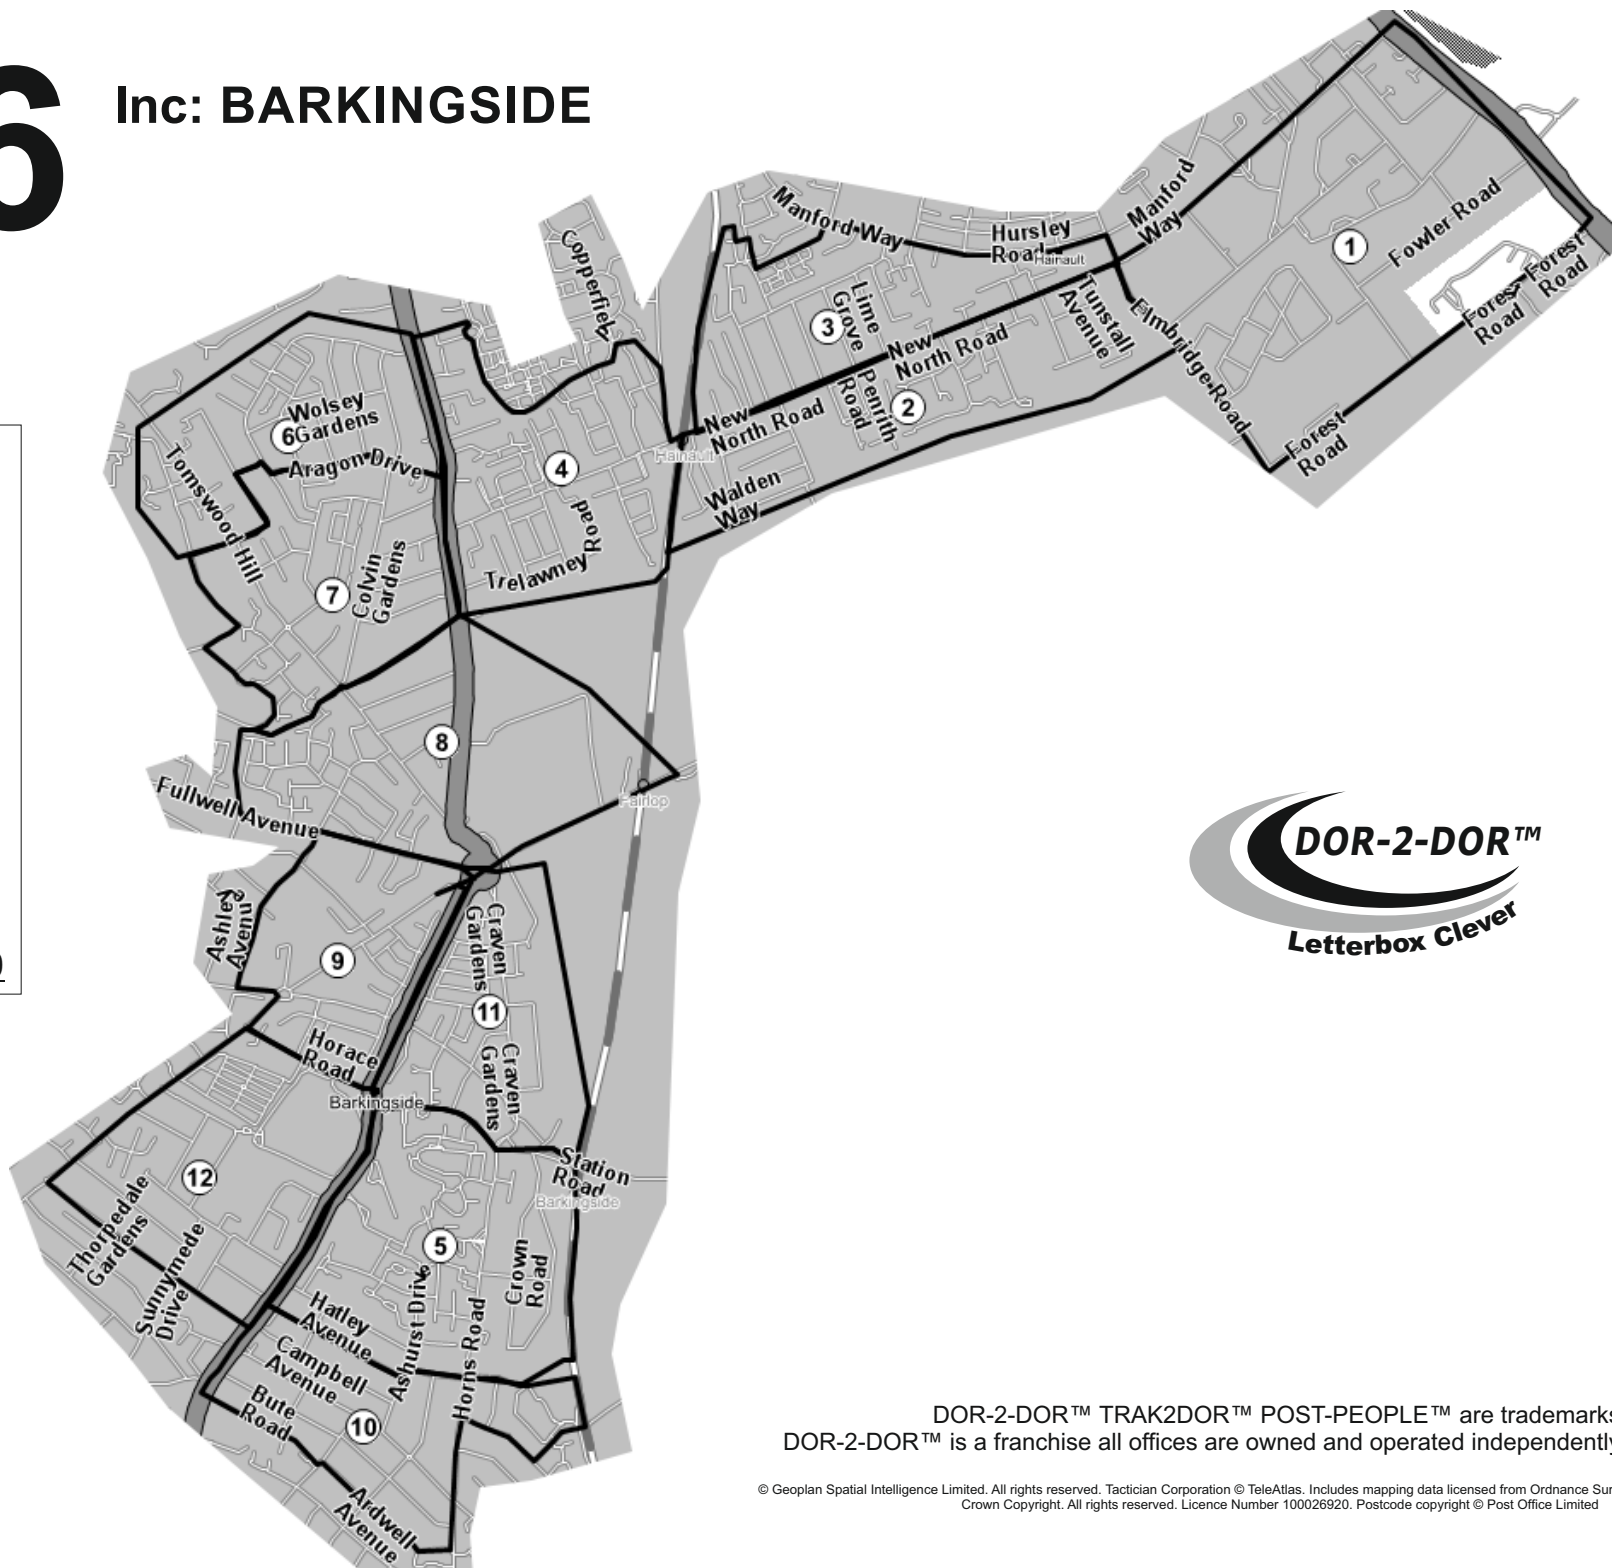 6
Inc: BARKINGSIDE
Manford Way
Hursley
Road
Hainault
Manford
Way
1
Fowler Road
Forest
Road
Forest
Road
Copperfiel
Lime
Grove
3
New
North Road
Tunstall
Avenue
Elmbridge Road
Penrith
Road
2
New
North Road
Hainault
Forest
Road
Wolsey
Gardens
6
Aragon Drive
Tomswood Hill
4
Walden
Way
Trelawney
Road
7
Colvin
Gardens
8
Fairlop
Fullwell Avenue
DOR-2-DOR™
Letterbox Clever
Ashley
Avenue
Craven
Gardens
9
11
Horace
Road
Craven
Gardens
Barkingside
Station
Road
Barkingside
12
Thorpedale
Gardens
Sunnymede
Drive
5
Crown
Road
Hatley
Avenue
Ashurst Drive
Horns Road
Campbell
Avenue
Bute
Road
10
Ardwell
Avenue
DOR-2-DOR™ TRAK2DOR™ POST-PEOPLE™ are trademarks
DOR-2-DOR™ is a franchise all offices are owned and operated independently
© Geoplan Spatial Intelligence Limited. All rights reserved. Tactician Corporation © TeleAtlas. Includes mapping data licensed from Ordnance Sur
Crown Copyright. All rights reserved. Licence Number 100026920. Postcode copyright © Post Office Limited